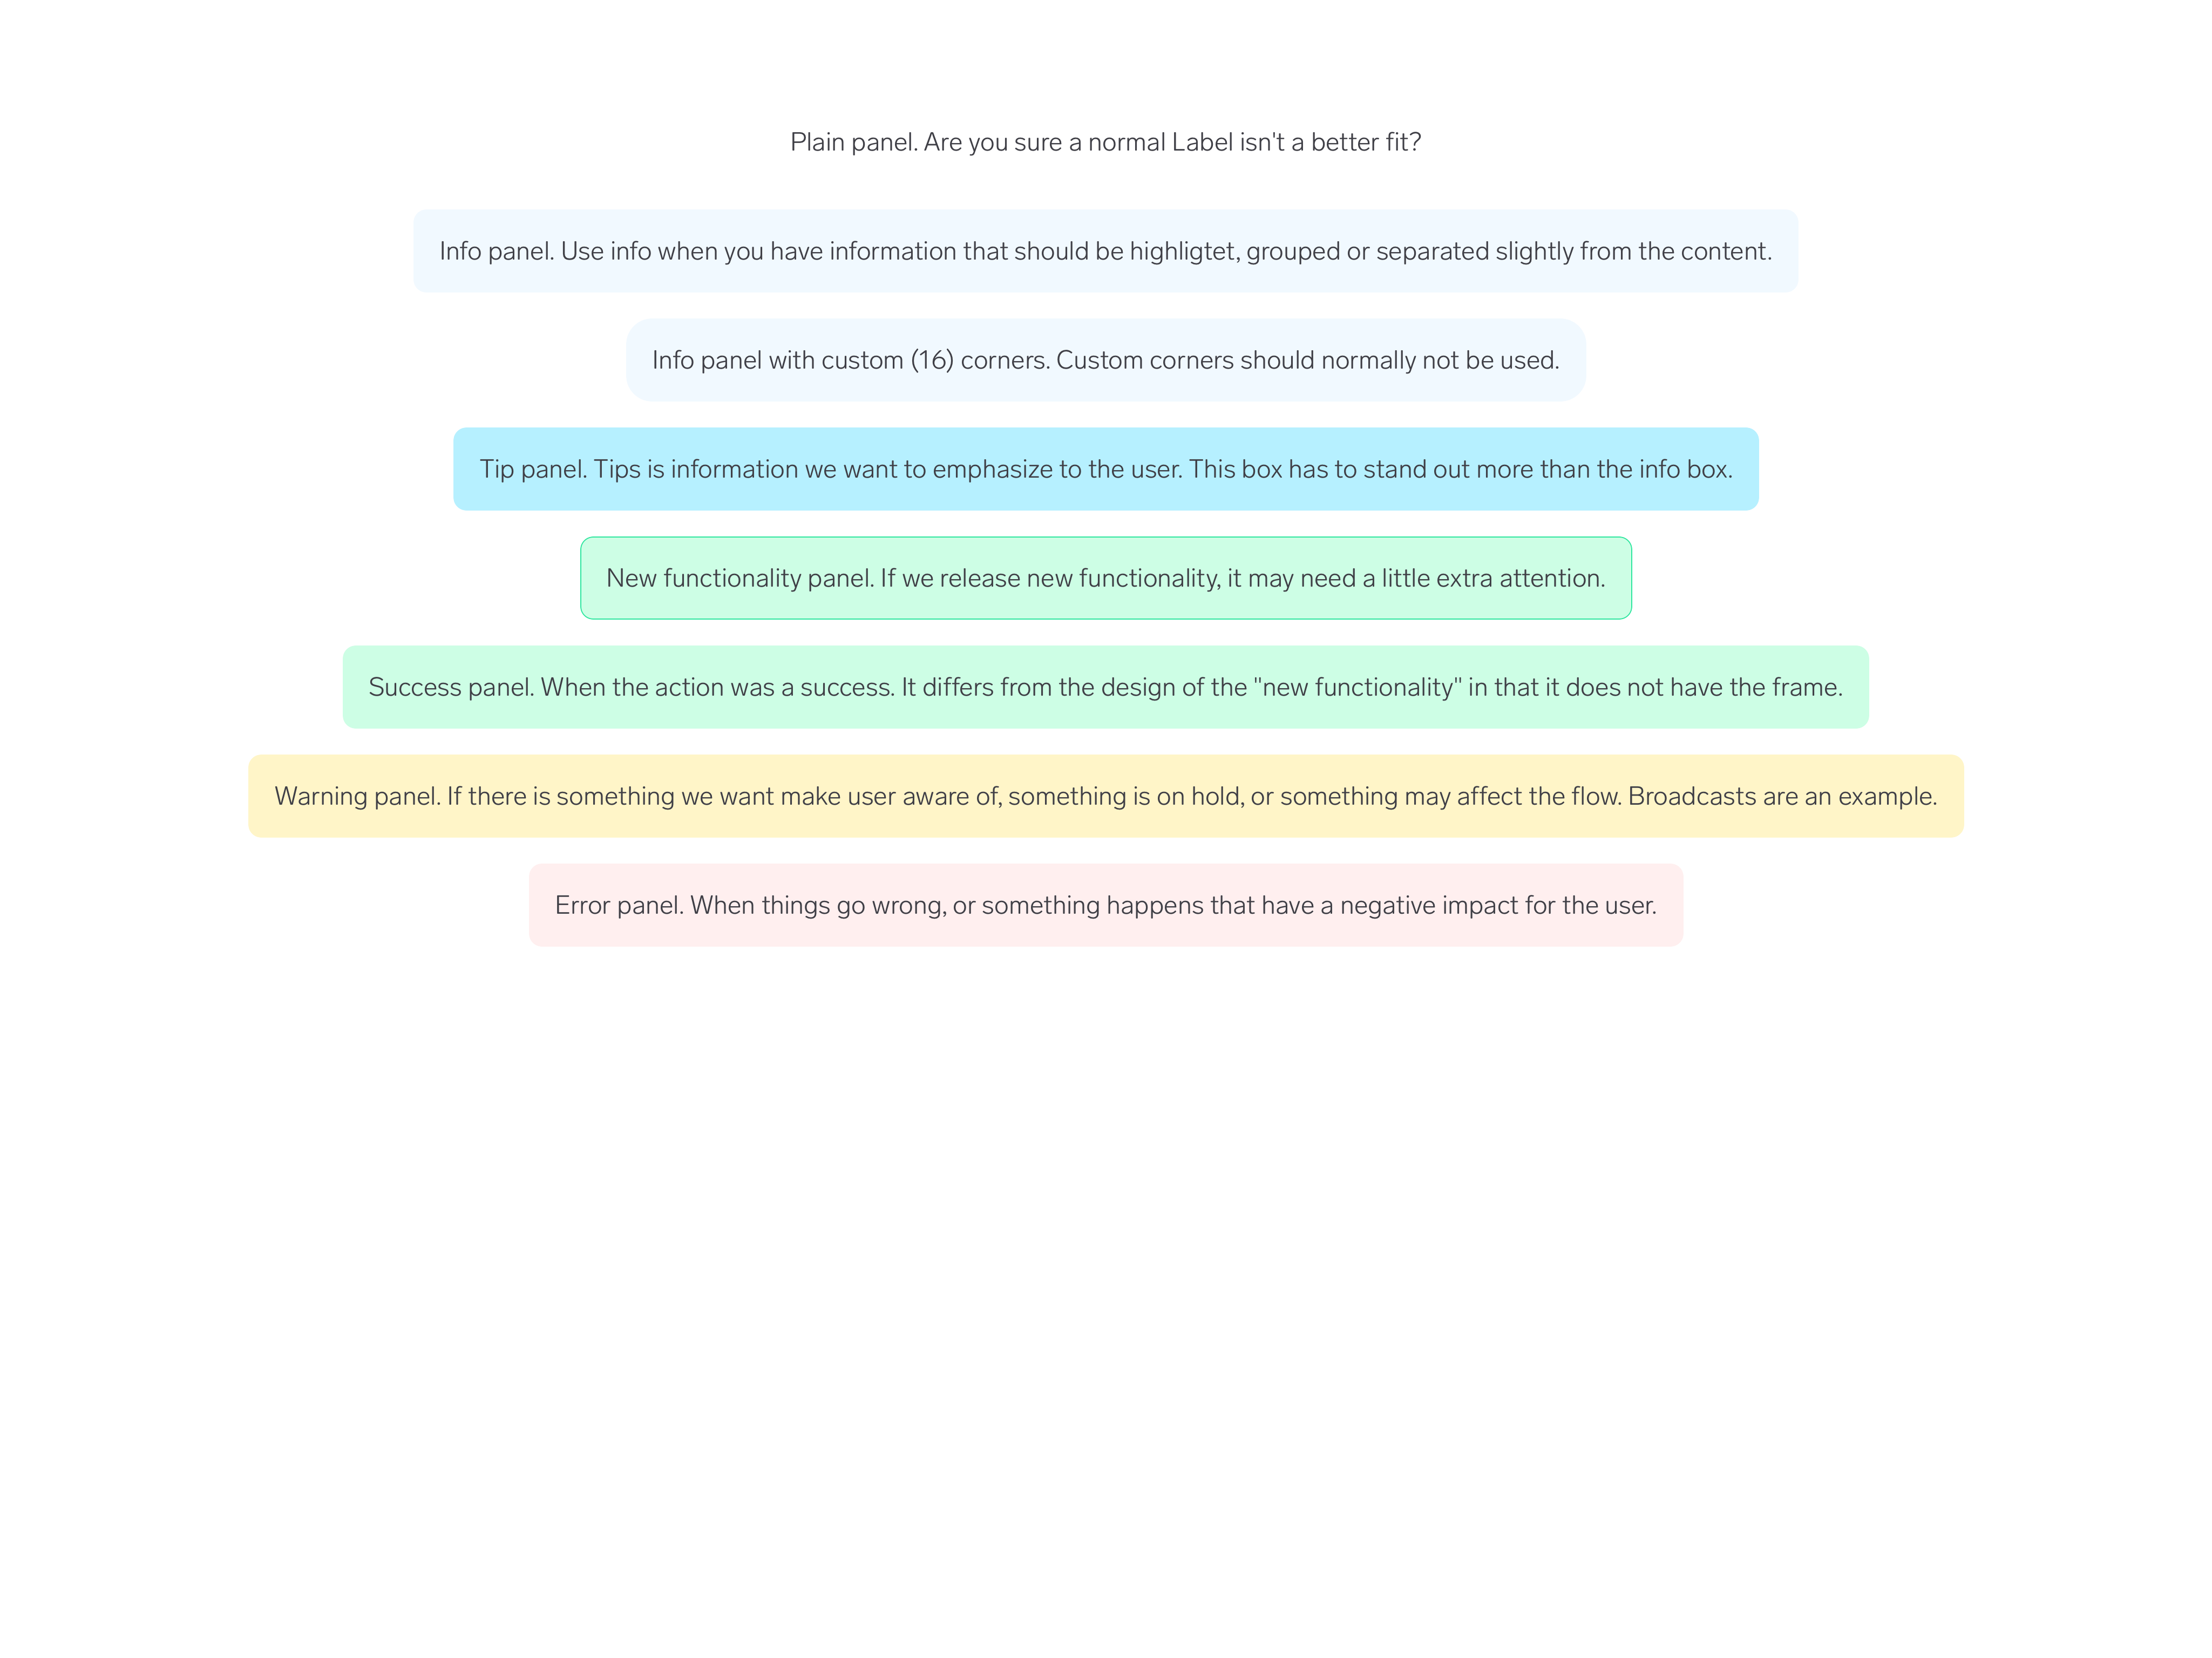 Plain panel. Are you sure a normal Label isn't a better fit?
Info panel. Use info when you have information that should be highligtet, grouped or separated slightly from the content.
Info panel with custom (16) corners. Custom corners should normally not be used.
Tip panel. Tips is information we want to emphasize to the user. This box has to stand out more than the info box.
New functionality panel. If we release new functionality, it may need a little extra attention.
Success panel. When the action was a success. It differs from the design of the "new functionality" in that it does not have the frame.
Warning panel. If there is something we want make user aware of, something is on hold, or something may affect the flow. Broadcasts are an example.
Error panel. When things go wrong, or something happens that have a negative impact for the user.